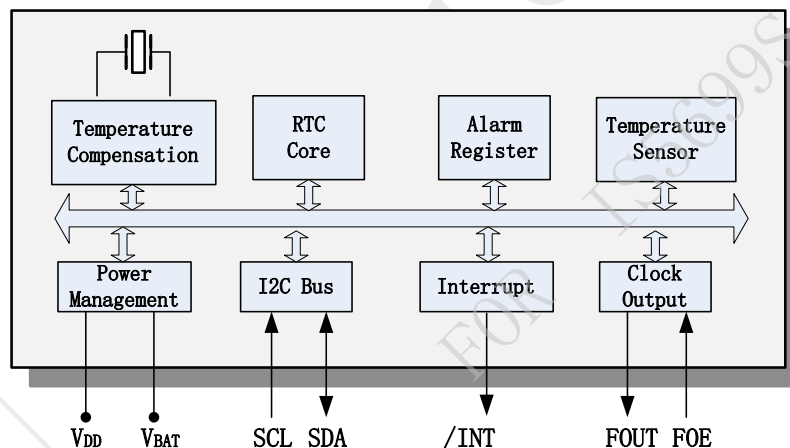 Temperature
Compensation
RTC
Core
Alarm
Register
Temperature
Sensor
Power
Management
I2C Bus
Interrupt
Clock
Output
VDD
VBAT
SCL
SDA
/INT
FOUT
FOE
FOR